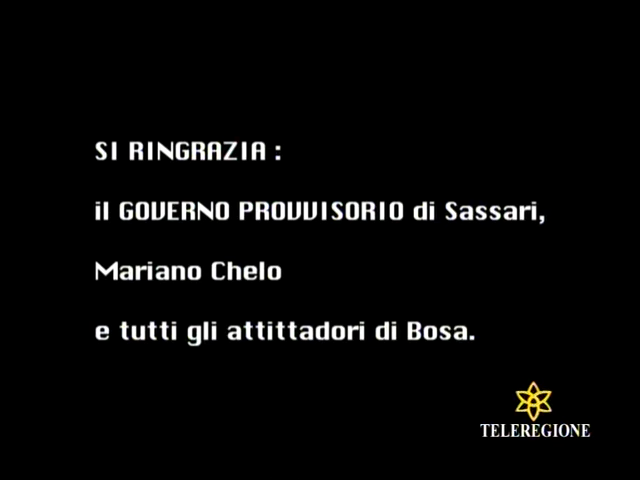 SI RINGRAZIA :
il GOVERNO PROVVISORIO di Sassari,
Mariano Chelo
e tutti gli attittadori di Bosa.
TELEREGIONE